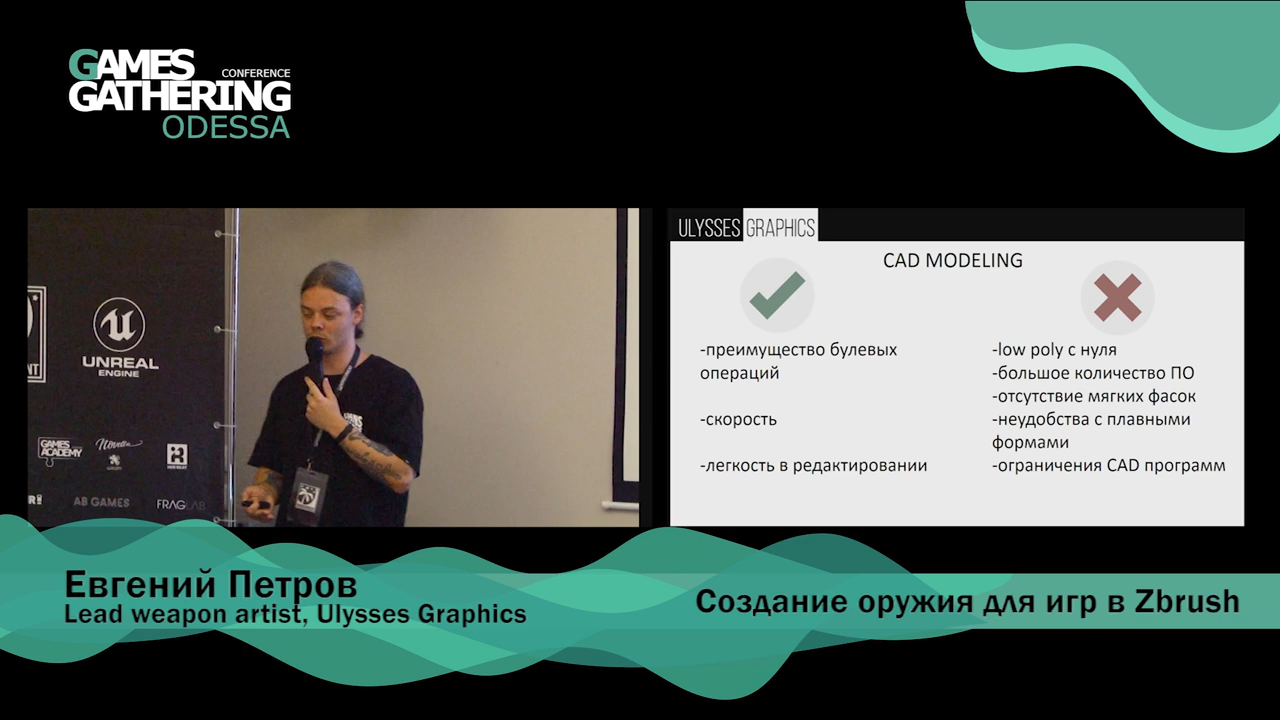 GAMES
CONFERENCE
GATHERING
ODESSA
NT
UNREAL
ENGINE
GAMES
ACADEMY
Novella
AB GAMES
FRAGLAB
ULYSSES GRAPHICS
CAD MODELING
-преимущество булевых
операций
-скорость
-легкость в редактировании
-low poly с нуля
-большое количество ПО
-отсутствие мягких фасок
-неудобства с плавными
формами
-ограничения CAD программ
Евгений Петров
Lead weapon artist, Ulysses Graphics
Создание оружия для игр в Zbrush